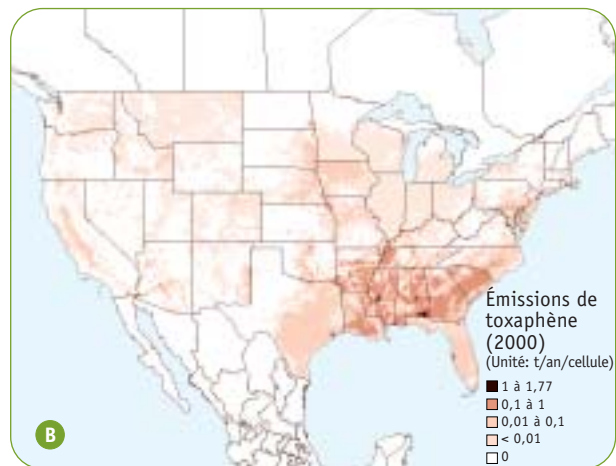 Émissions de
toxaphène
(2000)
(Unité: t/an/cellule)
1 à 1,77
0,1 à 1
0,01 à 0,1
< 0,01
0
B